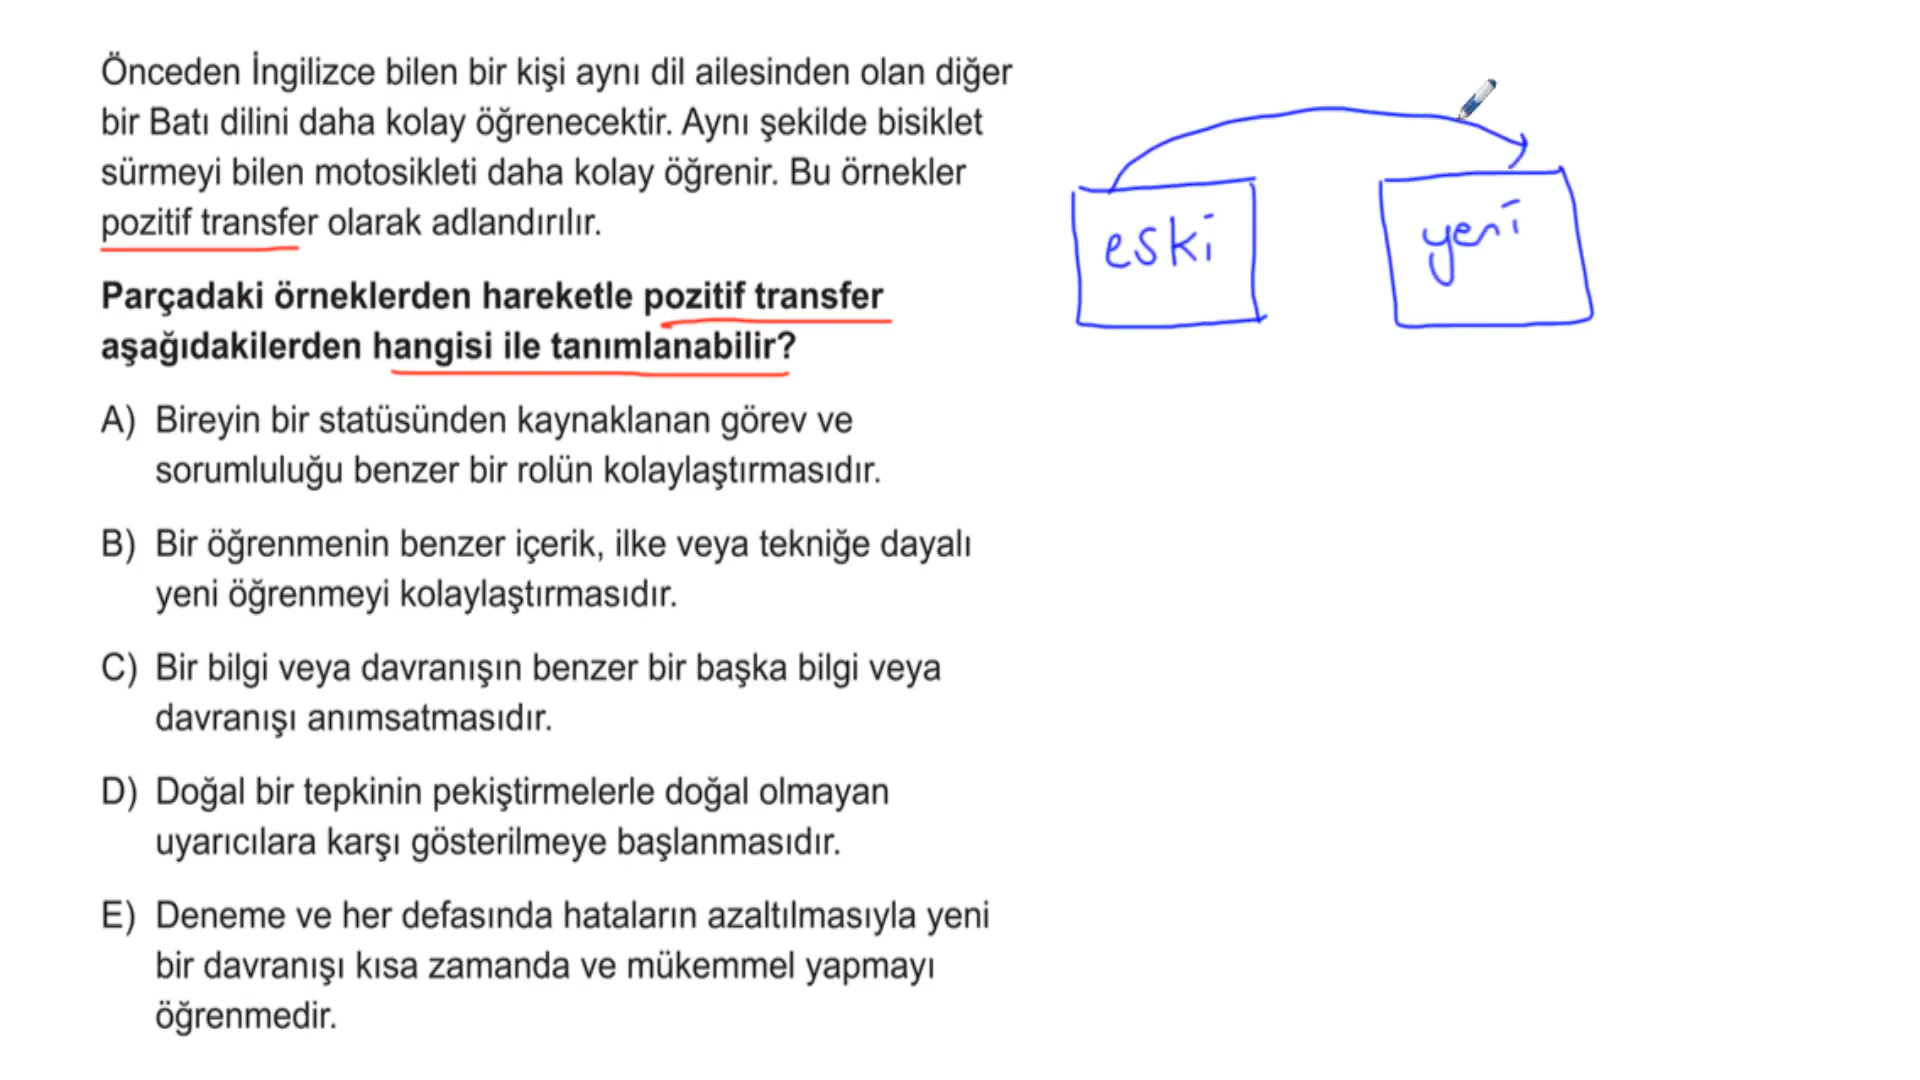 Önceden İngilizce bilen bir kişi aynı dil ailesinden olan diğer
bir Batı dilini daha kolay öğrenecektir. Aynı şekilde bisiklet
sürmeyi bilen motosikleti daha kolay öğrenir. Bu örnekler
pozitif transfer olarak adlandırılır.
Parçadaki örneklerden hareketle pozitif transfer
aşağıdakilerden hangisi ile tanımlanabilir?
A) Bireyin bir statüsünden kaynaklanan görev ve
sorumluluğu benzer bir rolün kolaylaştırmasıdır.
B) Bir öğrenmenin benzer içerik, ilke veya tekniğe dayalı
yeni öğrenmeyi kolaylaştırmasıdır.
C) Bir bilgi veya davranışın benzer bir başka bilgi veya
davranışı anımsatmasıdır.
D) Doğal bir tepkinin pekiştirmelerle doğal olmayan
uyarıcılara karşı gösterilmeye başlanmasıdır.
E) Deneme ve her defasında hataların azaltılmasıyla yeni
bir davranışı kısa zamanda ve mükemmel yapmayı
öğrenmedir.
eski
yeni